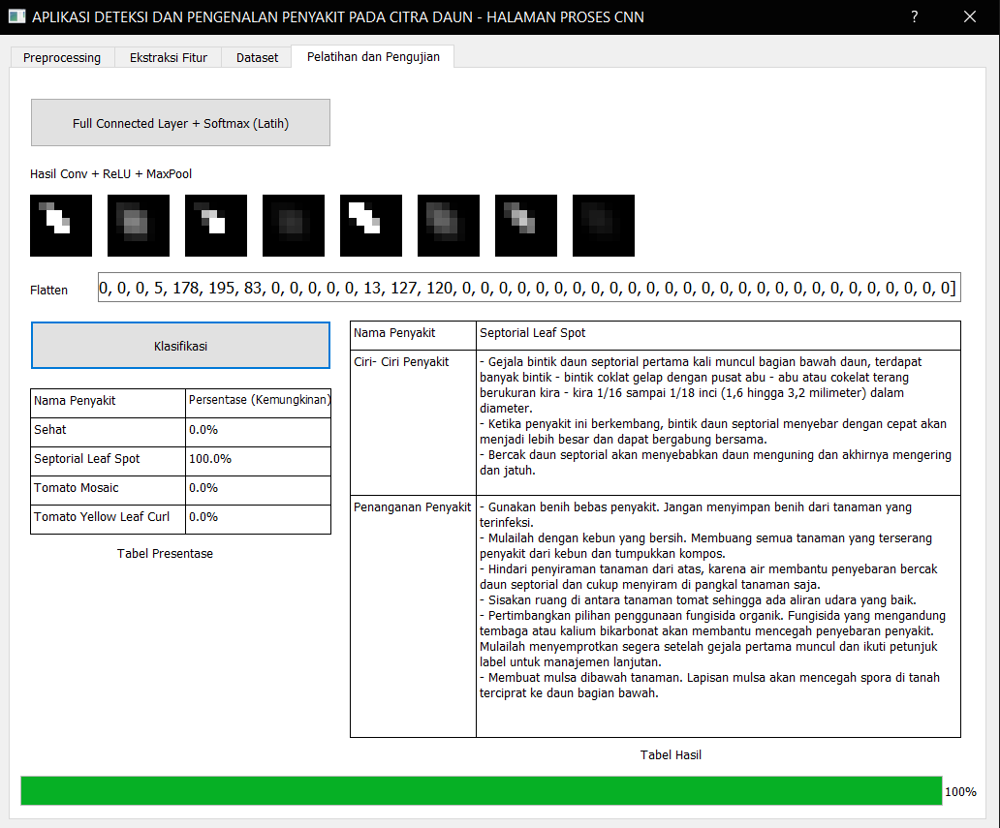 APLIKASI DETEKSI DAN PENGENALAN PENYAKIT PADA CITRA DAUN - HALAMAN PROSES CNN
?
Preprocessing
Ekstraksi Fitur
Dataset
Pelatihan dan Pengujian
Full Connected Layer + Softmax (Latih)
Hasil Conv + ReLU + MaxPool
Flatten
0, 0, 0, 5, 178, 195, 83, 0, 0, 0, 0, 0, 13, 127, 120, 0, 0, 0, 0, 0, 0, 0, 0, 0, 0, 0, 0, 0, 0, 0, 0, 0, 0, 0, 0, 0, 0, 0, 0, 0, 0, 0]
Klasifikasi
Nama Penyakit
Persentase (Kemungkinan)
Sehat
0.0%
Septorial Leaf Spot
100.0%
Tomato Mosaic
0.0%
Tomato Yellow Leaf Curl
0.0%
Tabel Presentase
Nama Penyakit
Septorial Leaf Spot
Ciri- Ciri Penyakit
- Gejala bintik daun septorial pertama kali muncul bagian bawah daun, terdapat
banyak bintik - bintik coklat gelap dengan pusat abu - abu atau cokelat terang
berukuran kira - kira 1/16 sampai 1/18 inci (1,6 hingga 3,2 milimeter) dalam
diameter.
- Ketika penyakit ini berkembang, bintik daun septorial menyebar dengan cepat akan
menjadi lebih besar dan dapat bergabung bersama.
- Bercak daun septorial akan menyebabkan daun menguning dan akhirnya mengering
dan jatuh.
Penanganan Penyakit
- Gunakan benih bebas penyakit. Jangan menyimpan benih dari tanaman yang
terinfeksi.
- Mulailah dengan kebun yang bersih. Membuang semua tanaman yang terserang
penyakit dari kebun dan tumpukkan kompos.
- Hindari penyiraman tanaman dari atas, karena air membantu penyebaran bercak
daun septorial dan cukup menyiram di pangkal tanaman saja.
- Sisakan ruang di antara tanaman tomat sehingga ada aliran udara yang baik.
- Pertimbangkan pilihan penggunaan fungisida organik. Fungisida yang mengandung
tembaga atau kalium bikarbonat akan membantu mencegah penyebaran penyakit.
Mulailah menyemprotkan segera setelah gejala pertama muncul dan ikuti petunjuk
label untuk manajemen lanjutan.
- Membuat mulsa dibawah tanaman. Lapisan mulsa akan mencegah spora di tanah
terciprat ke daun bagian bawah.
Tabel Hasil
100%